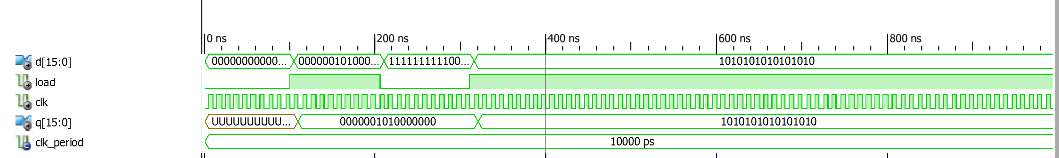 0 ns 200 ns 400 ns 600 ns 800 ns
d[15:0] 00000000000... 000000101000... 111111111100... 1010101010101010
load
clk
q[15:0] UUUUUUUUUU... 0000001010000000 1010101010101010
clk_period 10000 ps